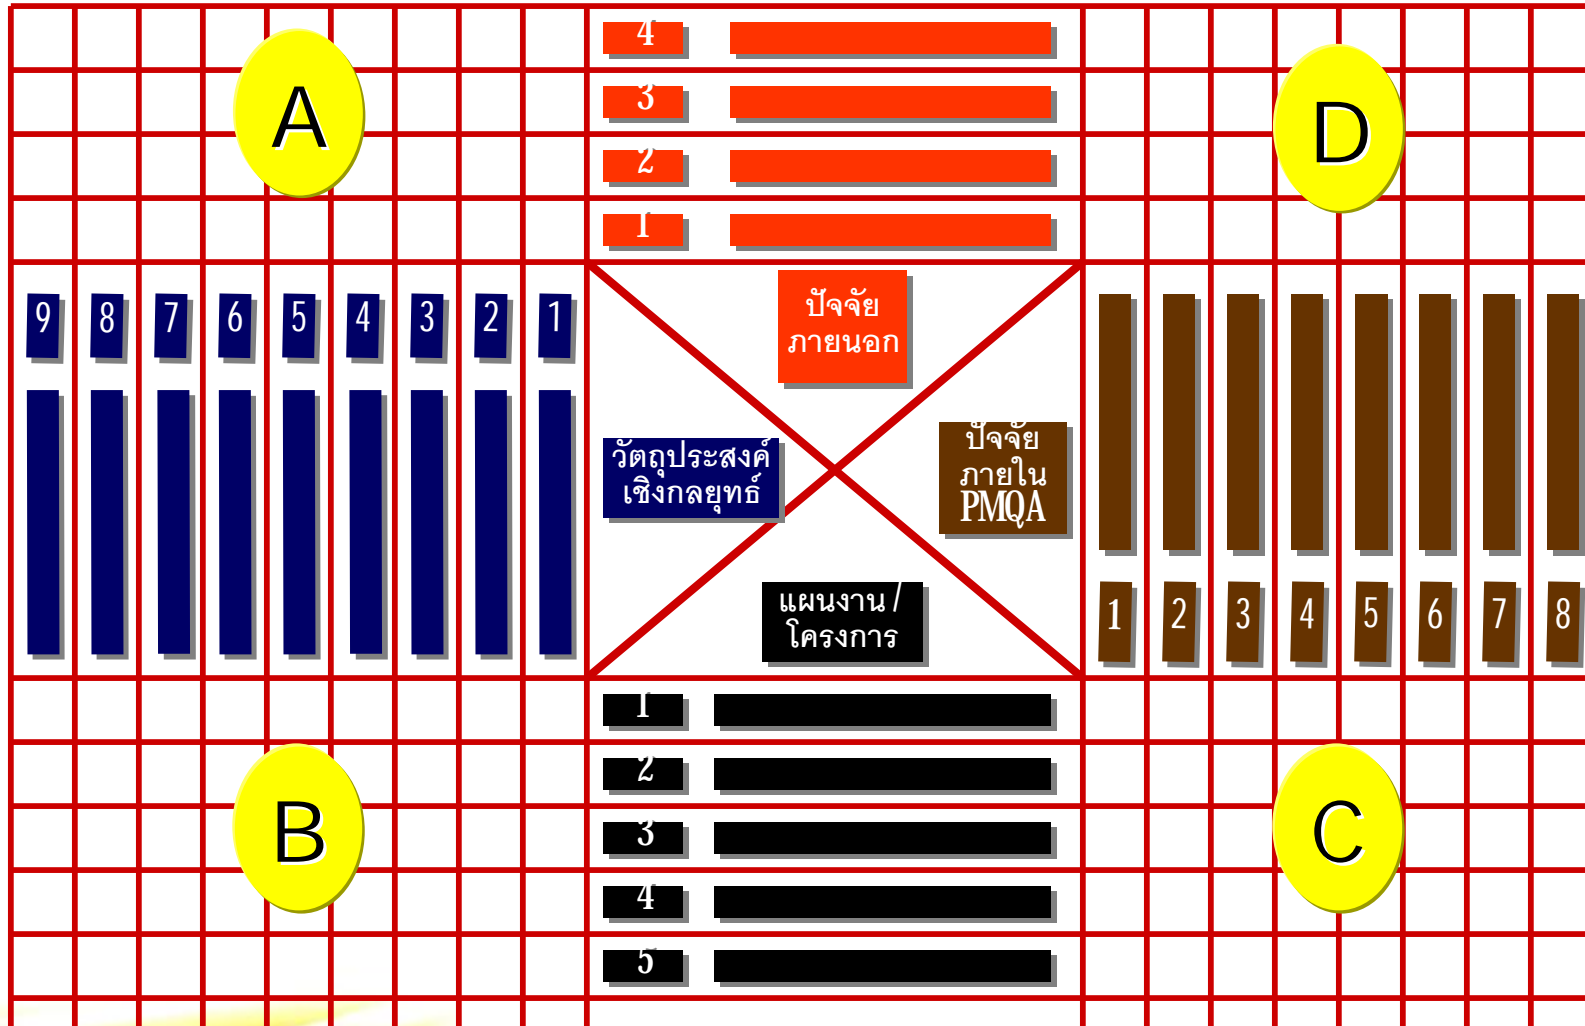 A
D
4
3
2
1
9 8 7 6 5 4 3 2 1
ปัจจัย
ภายนอก
วัตถุประสงค์
เชิงกลยุทธ์
ปัจจัย
ภายใน
PMQA
แผนงาน /
โครงการ
1 2 3 4 5 6 7 8
1
2
3
4
5
B
C